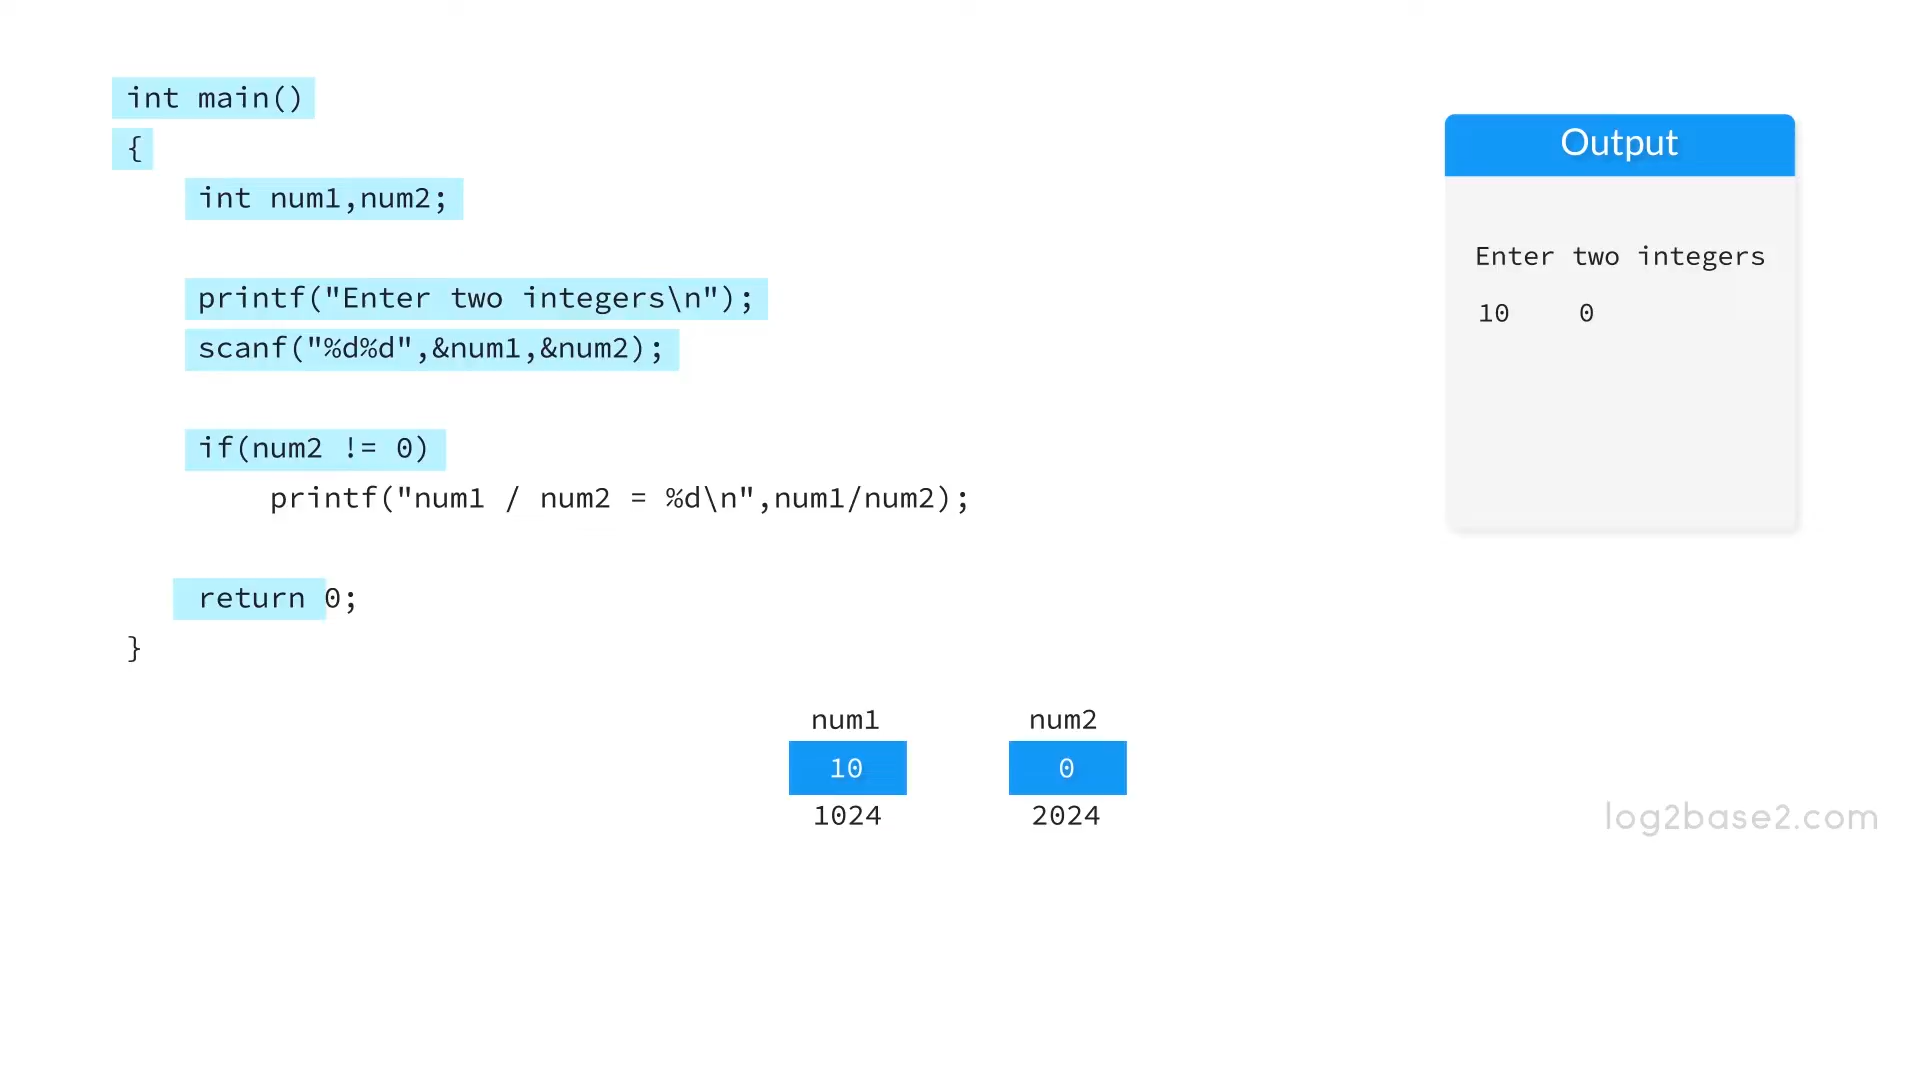 int main()
{
int num1,num2;
printf("Enter two integers\n");
scanf("%d%d",&num1,&num2);
if(num2 != 0)
printf("num1 / num2 = %d\n",num1/num2);
return 0;
}
Output
Enter two integers
10 0
num1 num2
10 0
1024 2024
log2base2.com